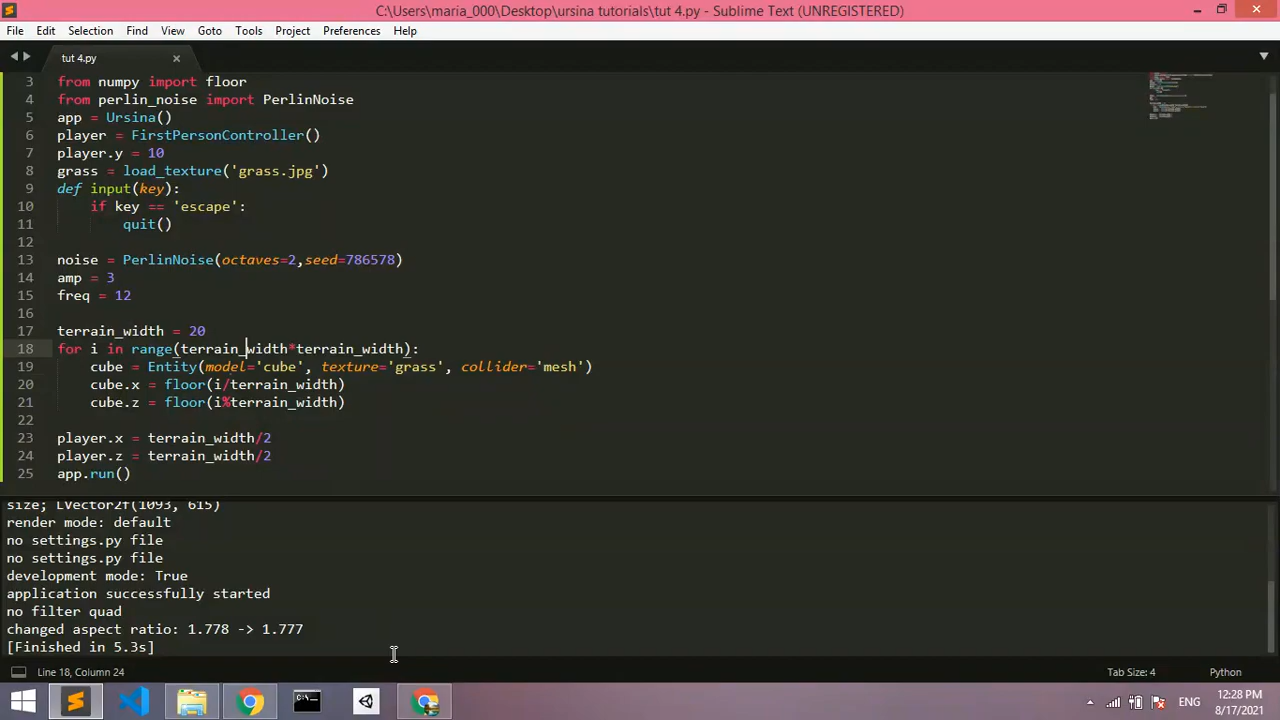 C:\Users\maria_000\Desktop\ursina tutorials\tut 4.py - Sublime Text (UNREGISTERED)
File Edit Selection Find View Goto Tools Project Preferences Help
tut 4.py
3 from numpy import floor
4 from perlin_noise import PerlinNoise
5 app = Ursina()
6 player = FirstPersonController()
7 player.y = 10
8 grass = load_texture('grass.jpg')
9 def input(key):
10 if key == 'escape':
11 quit()
12
13 noise = PerlinNoise(octaves=2,seed=786578)
14 amp = 3
15 freq = 12
16
17 terrain_width = 20
18 for i in range(terrain_width*terrain_width):
19 cube = Entity(model='cube', texture='grass', collider='mesh')
20 cube.x = floor(i/terrain_width)
21 cube.z = floor(i%terrain_width)
22
23 player.x = terrain_width/2
24 player.z = terrain_width/2
25 app.run()
size; LVector2f(1093, 615)
render mode: default
no settings.py file
no settings.py file
development mode: True
application successfully started
no filter quad
changed aspect ratio: 1.778 -> 1.777
[Finished in 5.3s]
Line 18, Column 24 Tab Size: 4 Python
ENG 12:28 PM
8/17/2021